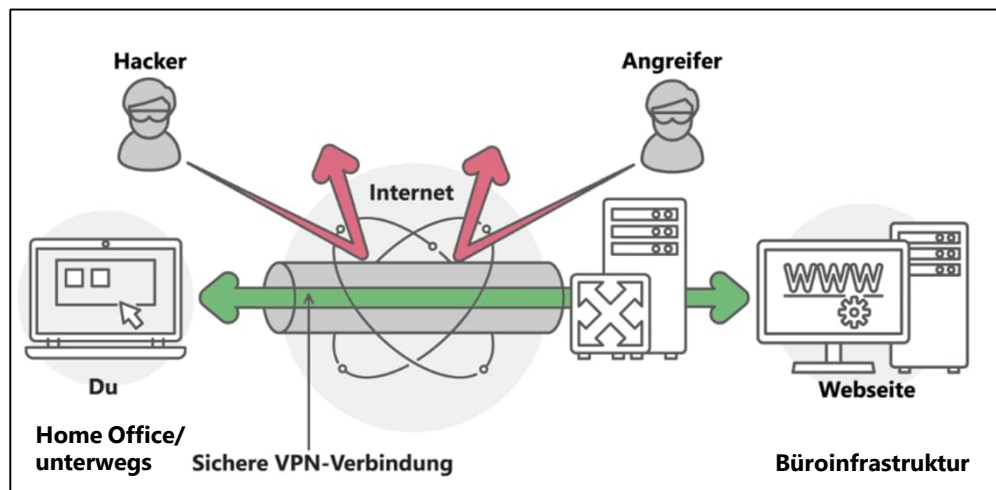 Hacker
Angreifer
Internet
WWW
Du
Webseite
Home Office/
unterwegs
Sichere VPN-Verbindung
Büroinfrastruktur